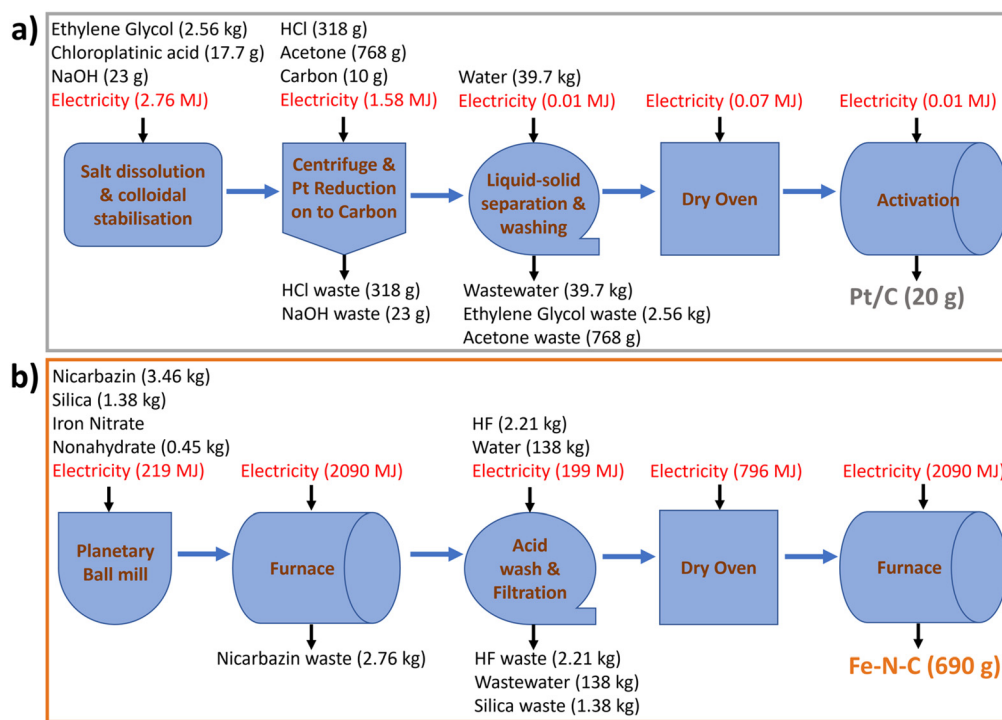 a)
Ethylene Glycol (2.56 kg)
Chloroplatinic acid (17.7 g)
NaOH (23 g)
Electricity (2.76 MJ)
HCl (318 g)
Acetone (768 g)
Carbon (10 g)
Electricity (1.58 MJ)
Water (39.7 kg)
Electricity (0.01 MJ)
Electricity (0.07 MJ)
Electricity (0.01 MJ)
Salt dissolution
& colloidal
stabilisation
Centrifuge &
Pt Reduction
on to Carbon
Liquid-solid
separation &
washing
Dry Oven
Activation
HCl waste (318 g)
NaOH waste (23 g)
Wastewater (39.7 kg)
Ethylene Glycol waste (2.56 kg)
Acetone waste (768 g)
Pt/C (20 g)
b)
Nicarbazin (3.46 kg)
Silica (1.38 kg)
Iron Nitrate
Nonahydrate (0.45 kg)
Electricity (219 MJ)
Electricity (2090 MJ)
HF (2.21 kg)
Water (138 kg)
Electricity (199 MJ)
Electricity (796 MJ)
Electricity (2090 MJ)
Planetary
Ball mill
Furnace
Acid
wash &
Filtration
Dry Oven
Furnace
Nicarbazin waste (2.76 kg)
HF waste (2.21 kg)
Wastewater (138 kg)
Silica waste (1.38 kg)
Fe-N-C (690 g)